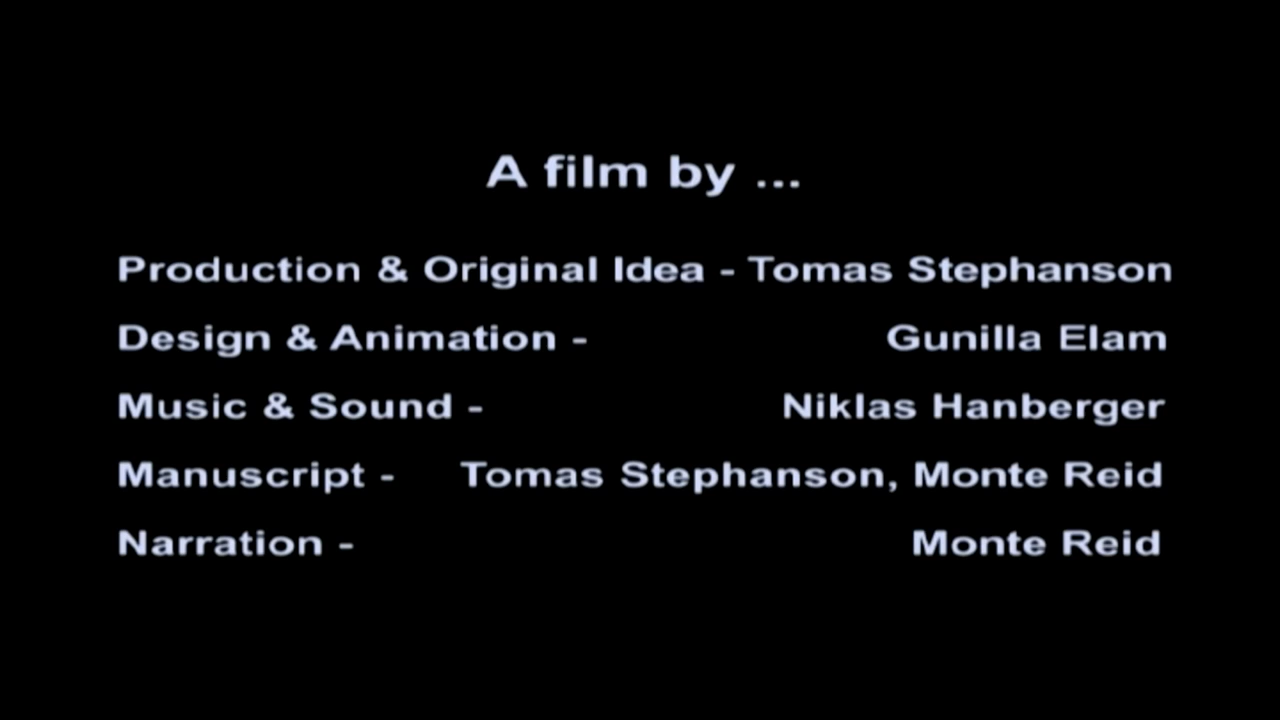 A film by ...
Production & Original Idea - Tomas Stephanson
Design & Animation - Gunilla Elam
Music & Sound - Niklas Hanberger
Manuscript - Tomas Stephanson, Monte Reid
Narration - Monte Reid